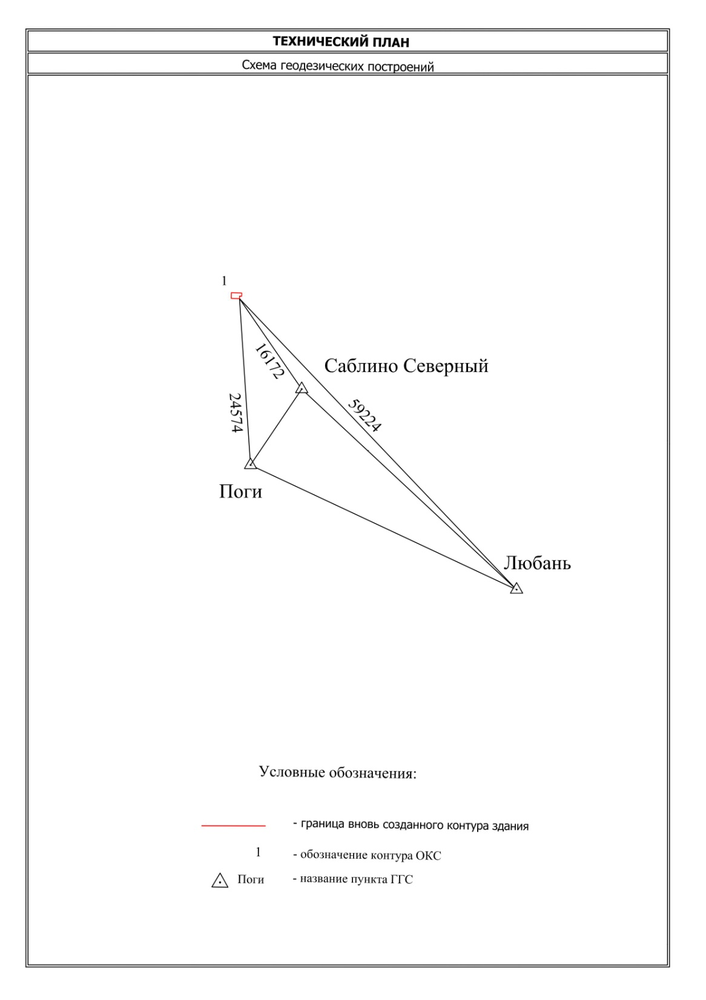 ТЕХНИЧЕСКИЙ ПЛАН
Схема геодезических построений
1
16172
Саблино Северный
24574
59224
Поги
Любань
Условные обозначения:
- граница вновь созданного контура здания
1 - обозначение контура ОКС
Поги - название пункта ГГС